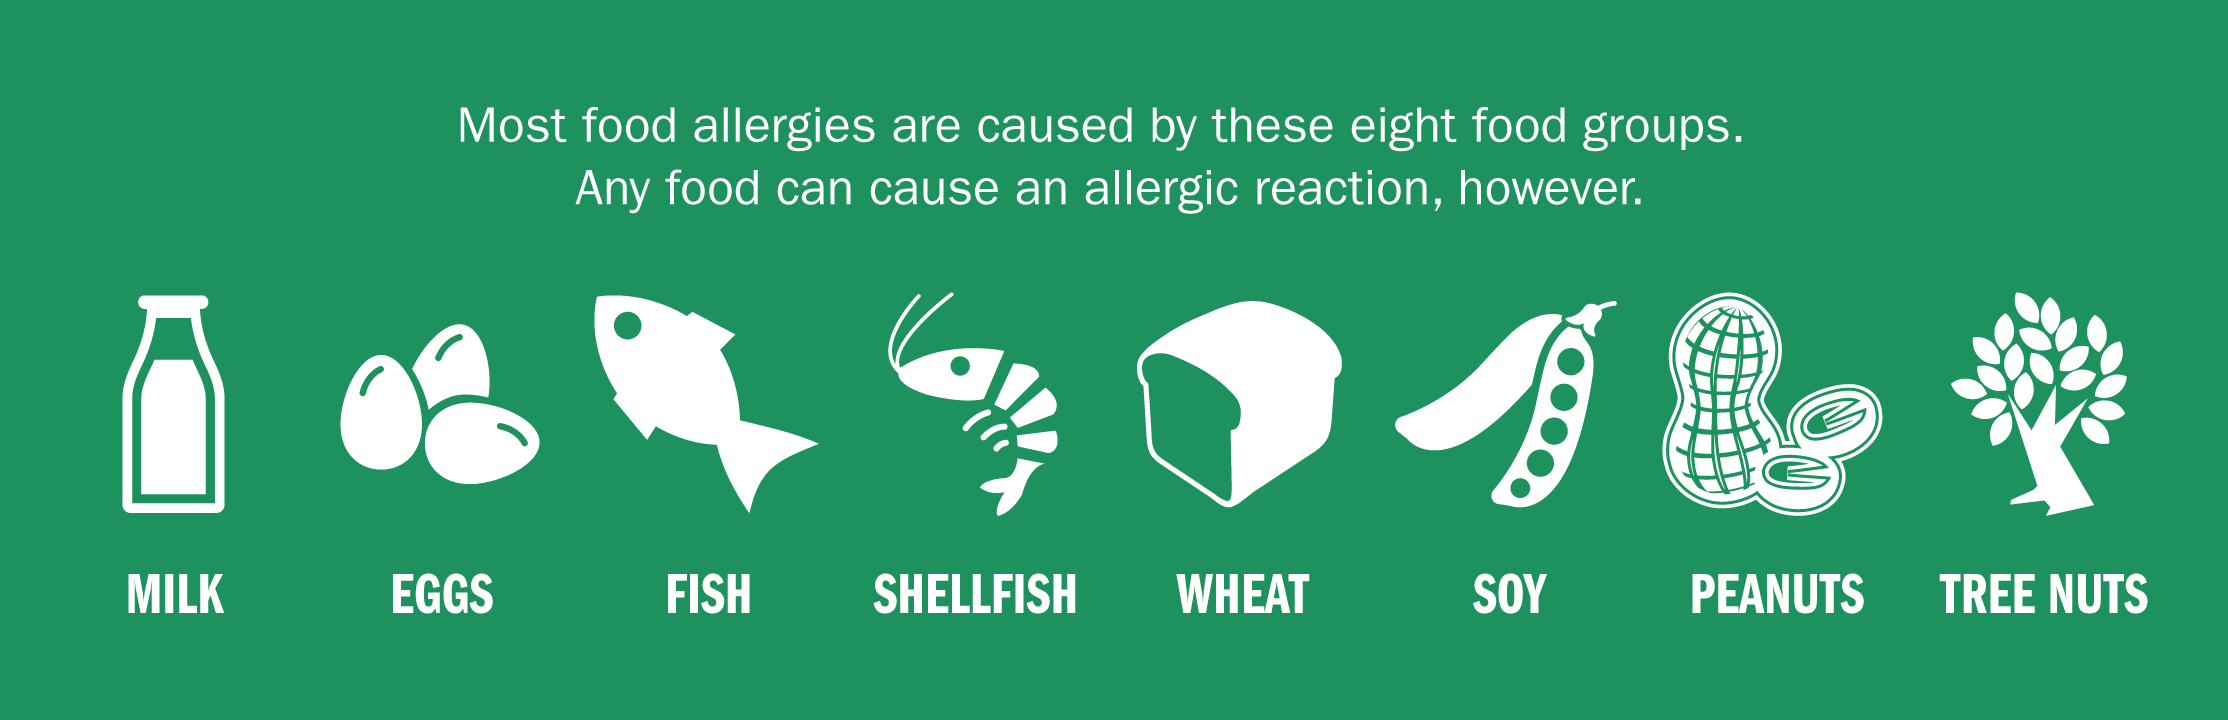 Most food allergies are caused by these eight food groups.
Any food can cause an allergic reaction, however.
MILK
EGGS
FISH
SHELLFISH
WHEAT
SOY
PEANUTS
TREE NUTS